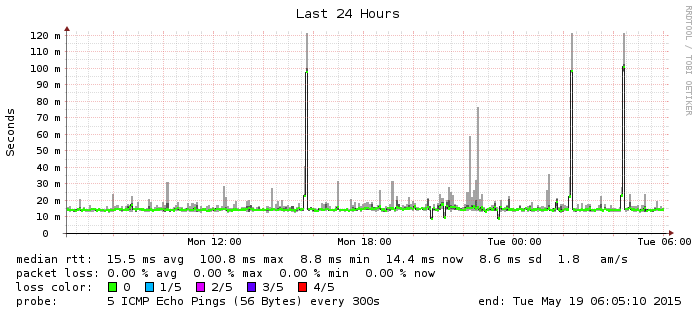 Last 24 Hours
RRDTOOL / TOBI OETIKER
Seconds
120 m
110 m
100 m
90 m
80 m
70 m
60 m
50 m
40 m
30 m
20 m
10 m
0
Mon 12:00 Mon 18:00 Tue 00:00 Tue 06:00
median rtt: 15.5 ms avg 100.8 ms max 8.8 ms min 14.4 ms now 8.6 ms sd 1.8 am/s
packet loss: 0.00 % avg 0.00 % max 0.00 % min 0.00 % now
loss color: 0 1/5 2/5 3/5 4/5
probe: 5 ICMP Echo Pings (56 Bytes) every 300s end: Tue May 19 06:05:10 2015